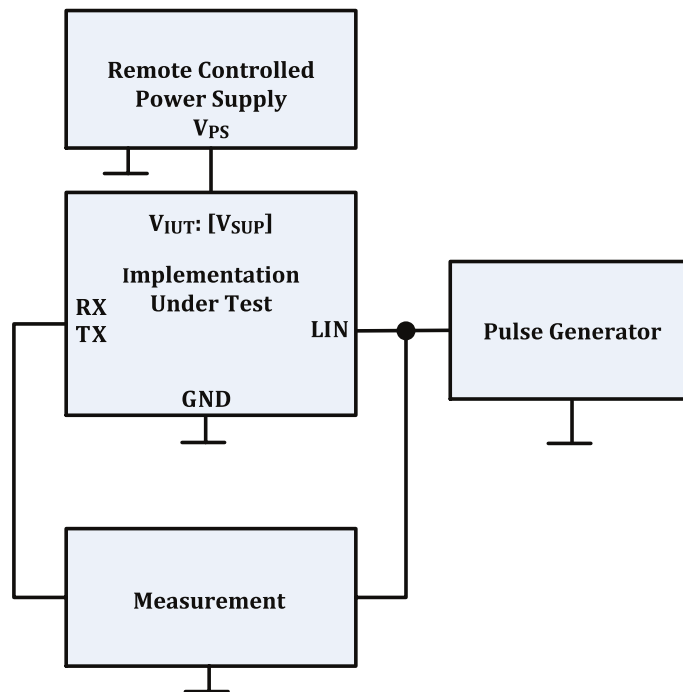 Remote Controlled
Power Supply
VPS
VIUT: [VSUP]
Implementation
Under Test
RX
TX
LIN
GND
Pulse Generator
Measurement